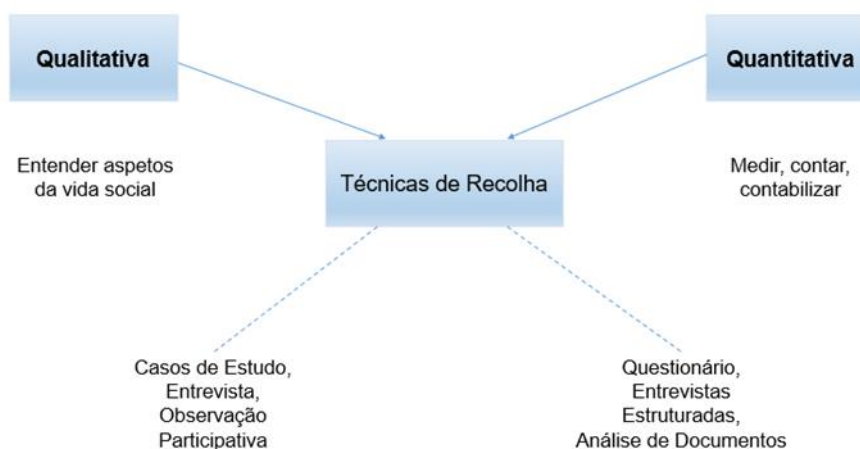 Qualitativa
Quantitativa
Entender aspetos
da vida social
Técnicas de Recolha
Medir, contar,
contabilizar
Casos de Estudo,
Entrevista,
Observação
Participativa
Questionário,
Entrevistas
Estruturadas,
Análise de Documentos